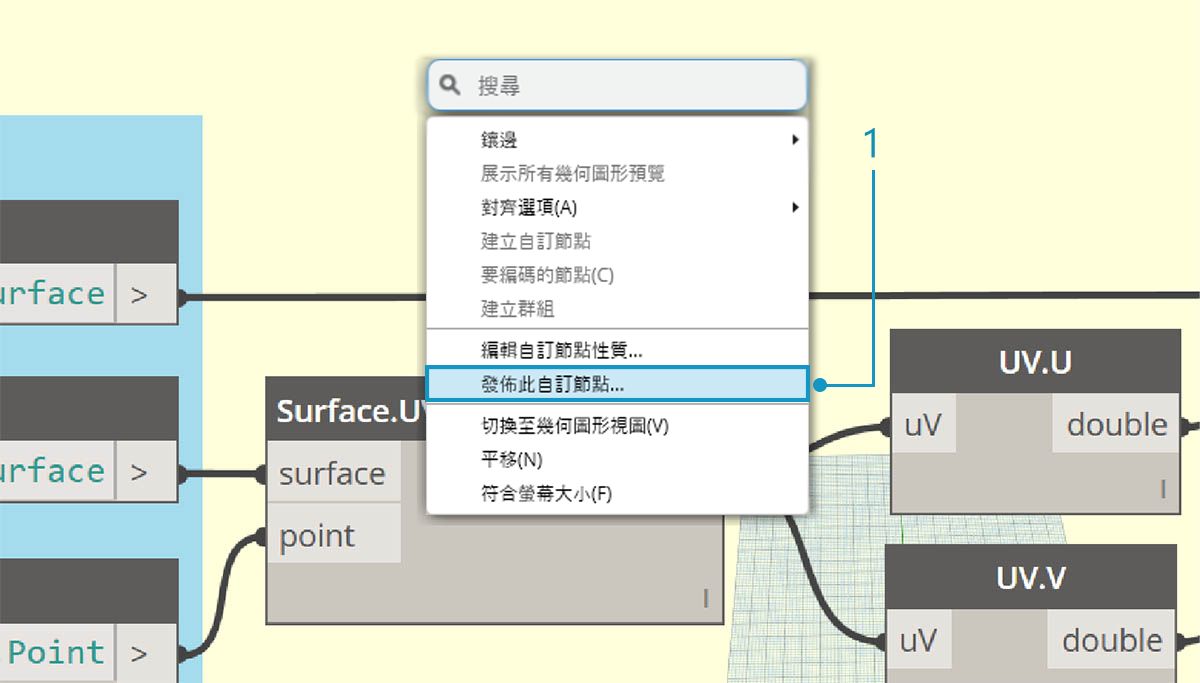 搜尋
鑲邊
展示所有幾何圖形預覽
對齊選項(A)
建立自訂節點
要編碼的節點(C)
建立群組
編輯自訂節點性質...
發佈此自訂節點...
切換至幾何圖形視圖(V)
平移(N)
符合螢幕大小(F)
1
urface >
urface >
Point >
Surface.UV
surface
point
l
UV.U
uV double
l
UV.V
uV double